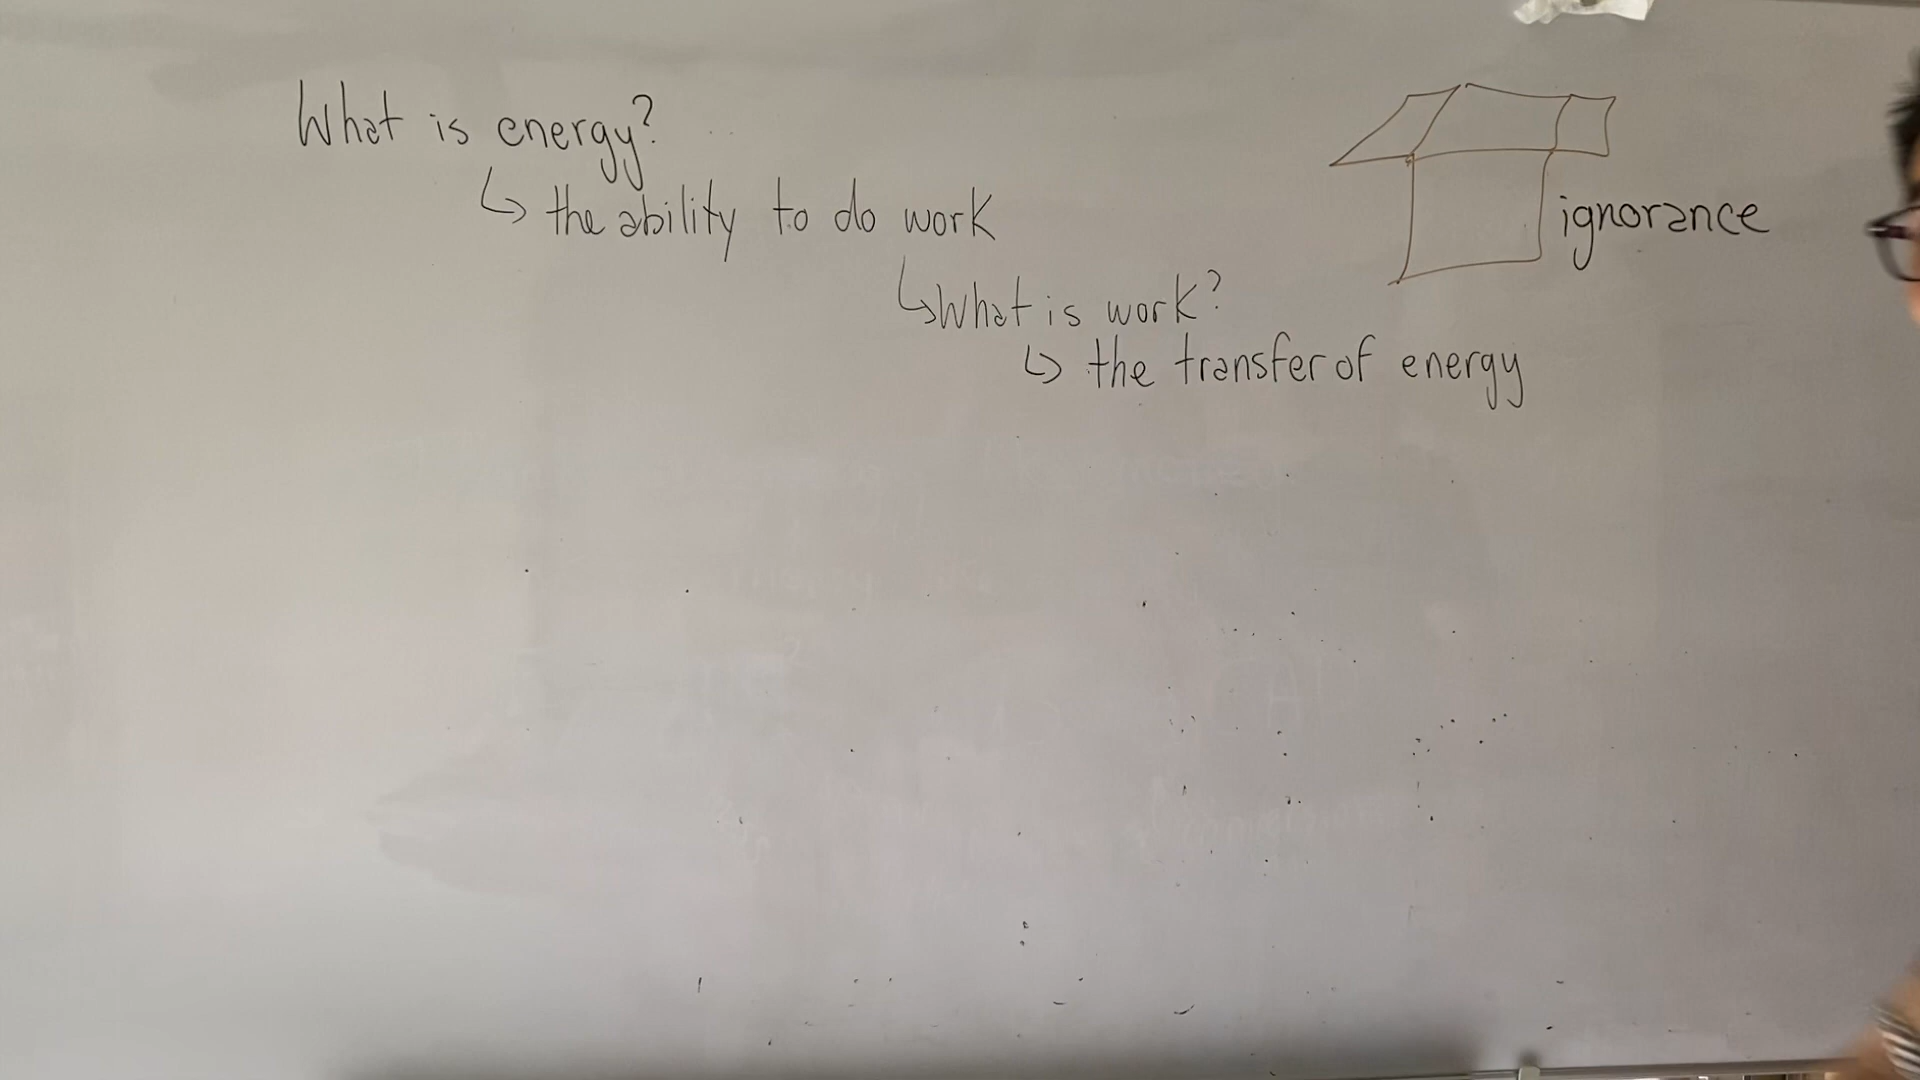 What is energy?
↳ the ability to do work
ignorance
↳ What is work?
↳ the transfer of energy